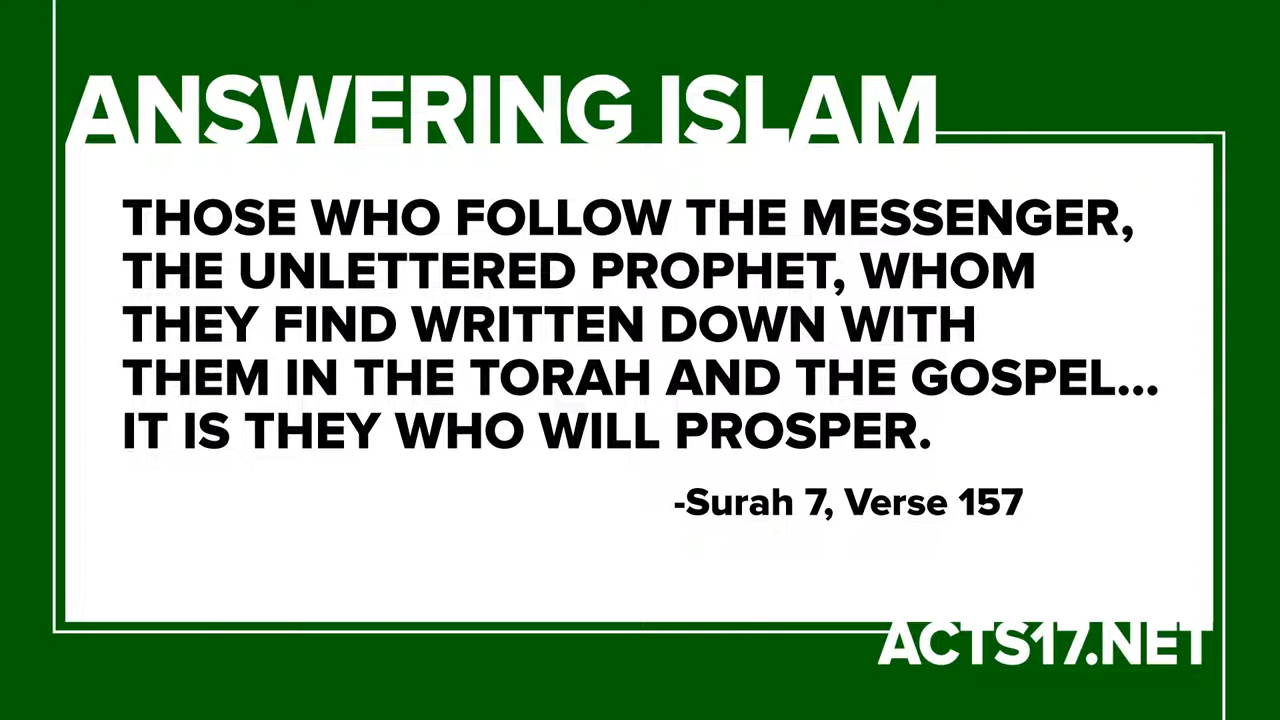 ANSWERING ISLAM
THOSE WHO FOLLOW THE MESSENGER,
THE UNLETTERED PROPHET, WHOM
THEY FIND WRITTEN DOWN WITH
THEM IN THE TORAH AND THE GOSPEL...
IT IS THEY WHO WILL PROSPER.
-Surah 7, Verse 157
ACTS17.NET